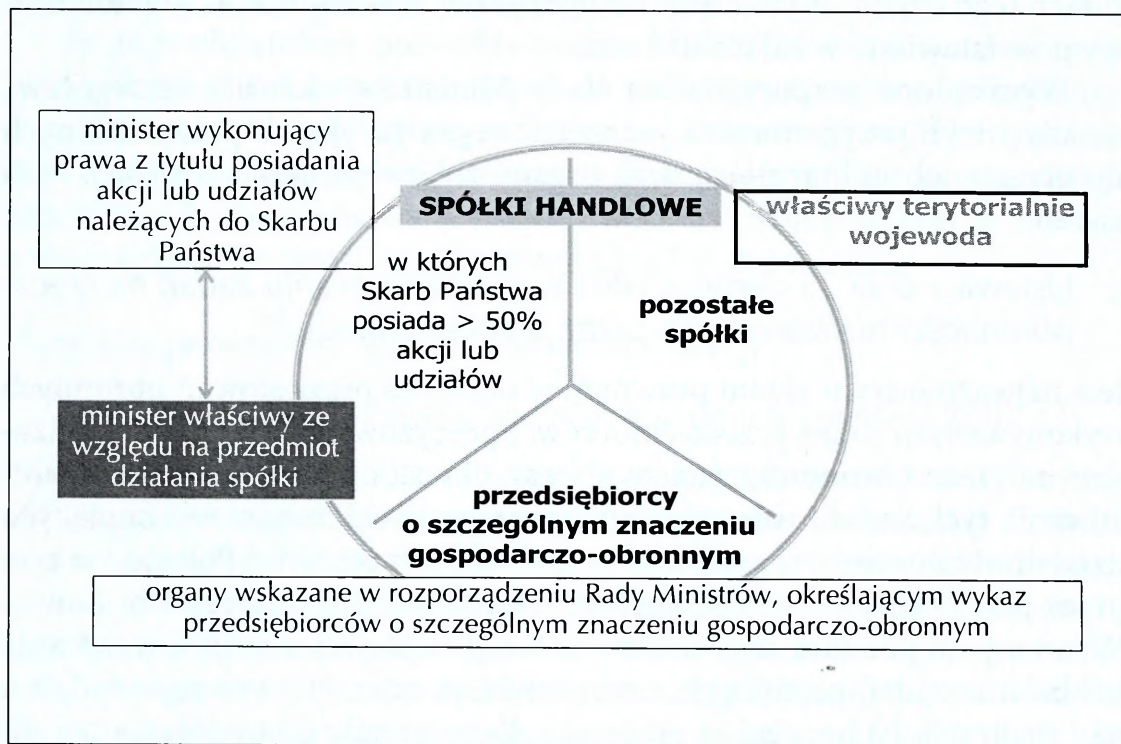 minister wykonujący
prawa z tytułu posiadania
akcji lub udziałów
należących do Skarbu
Państwa
SPÓŁKI HANDLOWE
właściwy terytorialnie
wojewoda
w których
Skarb Państwa
posiada > 50%
akcji lub
udziałów
pozostałe
spółki
minister właściwy ze
względu na przedmiot
działania spółki
przedsiębiorcy
o szczególnym znaczeniu
gospodarczo-obronnym
organy wskazane w rozporządzeniu Rady Ministrów, określającym wykaz
przedsiębiorców o szczególnym znaczeniu gospodarczo-obronnym